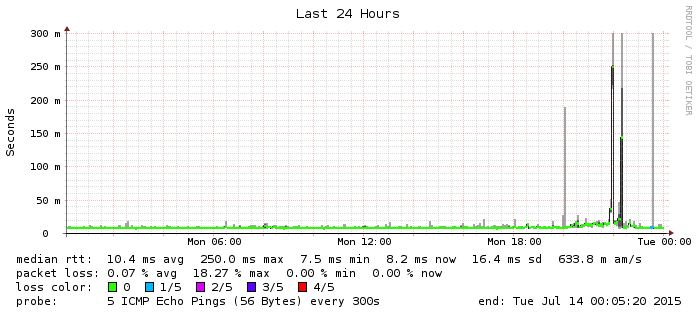 Last 24 Hours
RRDTOOL / TOBI OETIKER
Seconds
300 m
250 m
200 m
150 m
100 m
50 m
0
Mon 06:00 Mon 12:00 Mon 18:00 Tue 00:00
median rtt: 10.4 ms avg 250.0 ms max 7.5 ms min 8.2 ms now 16.4 ms sd 633.8 m am/s
packet loss: 0.07 % avg 18.27 % max 0.00 % min 0.00 % now
loss color: 0 1/5 2/5 3/5 4/5
probe: 5 ICMP Echo Pings (56 Bytes) every 300s end: Tue Jul 14 00:05:20 2015